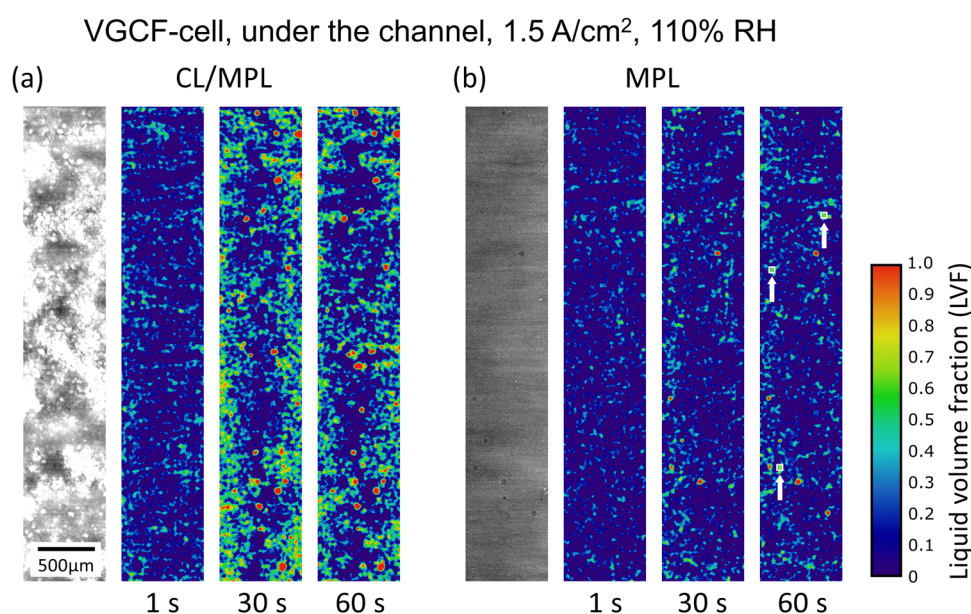 VGCF-cell, under the channel, 1.5 A/cm², 110% RH
(a) CL/MPL (b) MPL
1.0
0.9
0.8
0.7
0.6
0.5
0.4
0.3
0.2
0.1
0
Liquid volume fraction (LVF)
500μm
1 s 30 s 60 s 1 s 30 s 60 s